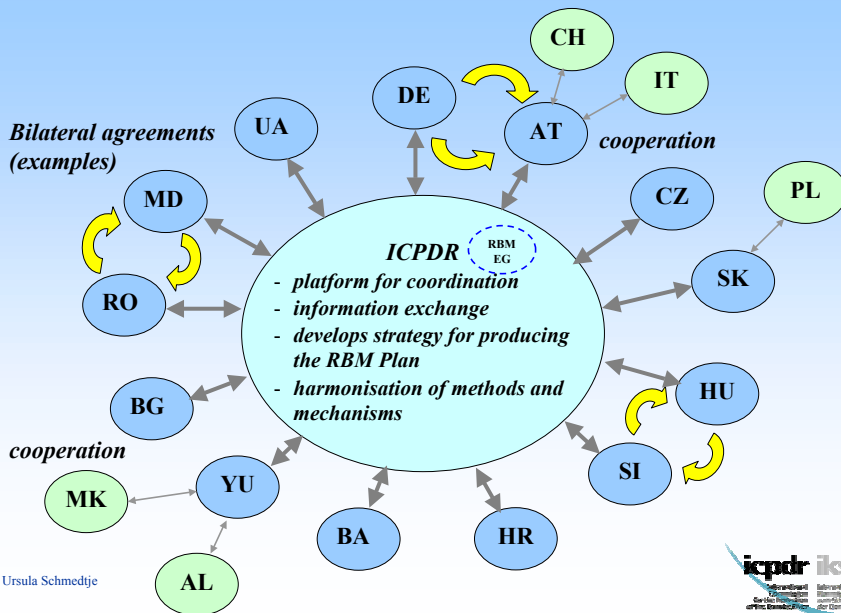 CH
IT
DE
AT
UA
Bilateral agreements
(examples)
cooperation
MD
CZ
PL
ICPDR
RBM
EG
- platform for coordination
- information exchange
- develops strategy for producing
the RBM Plan
- harmonisation of methods and
mechanisms
SK
RO
HU
BG
cooperation
SI
MK
YU
BA
HR
AL
Ursula Schmedtje
icpdr iks